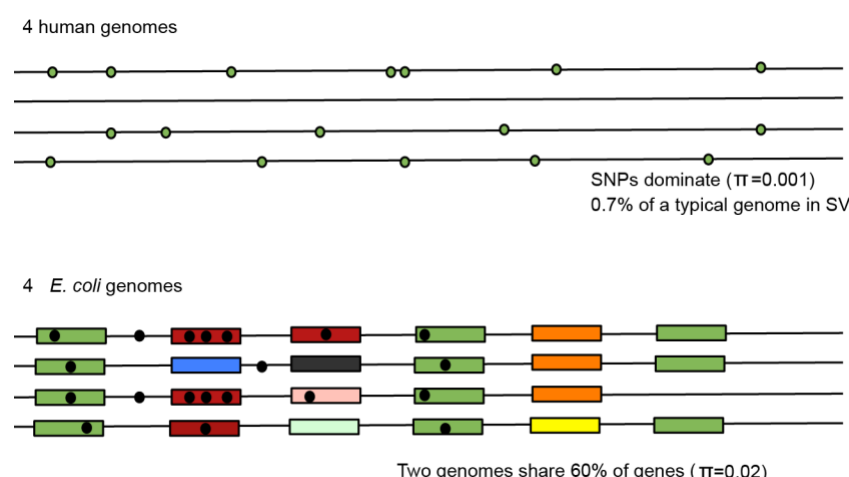 4 human genomes
SNPs dominate (π=0.001)
0.7% of a typical genome in SV
4 E. coli genomes
Two genomes share 60% of genes (π=0.02)